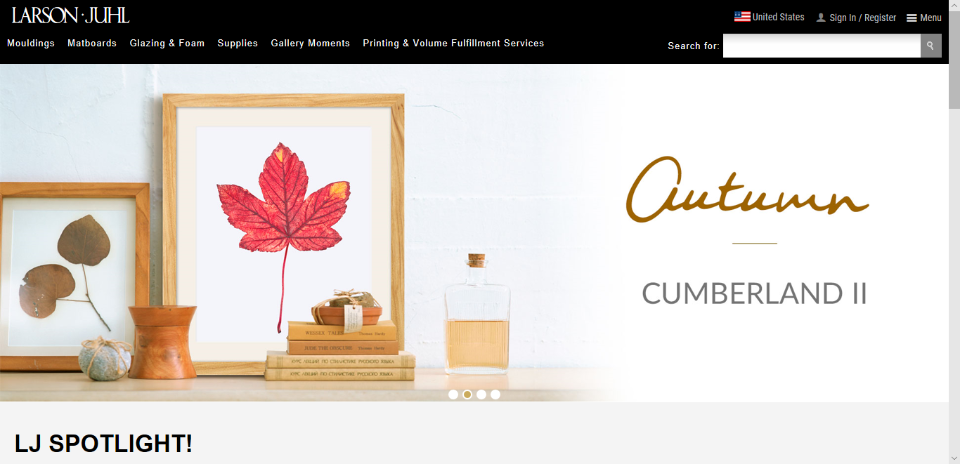 LARSON·JUHL
United States
Sign In / Register
Menu
Mouldings Matboards Glazing & Foam Supplies Gallery Moments Printing & Volume Fulfillment Services
Search for:
Autumn
CUMBERLAND II
LJ SPOTLIGHT!